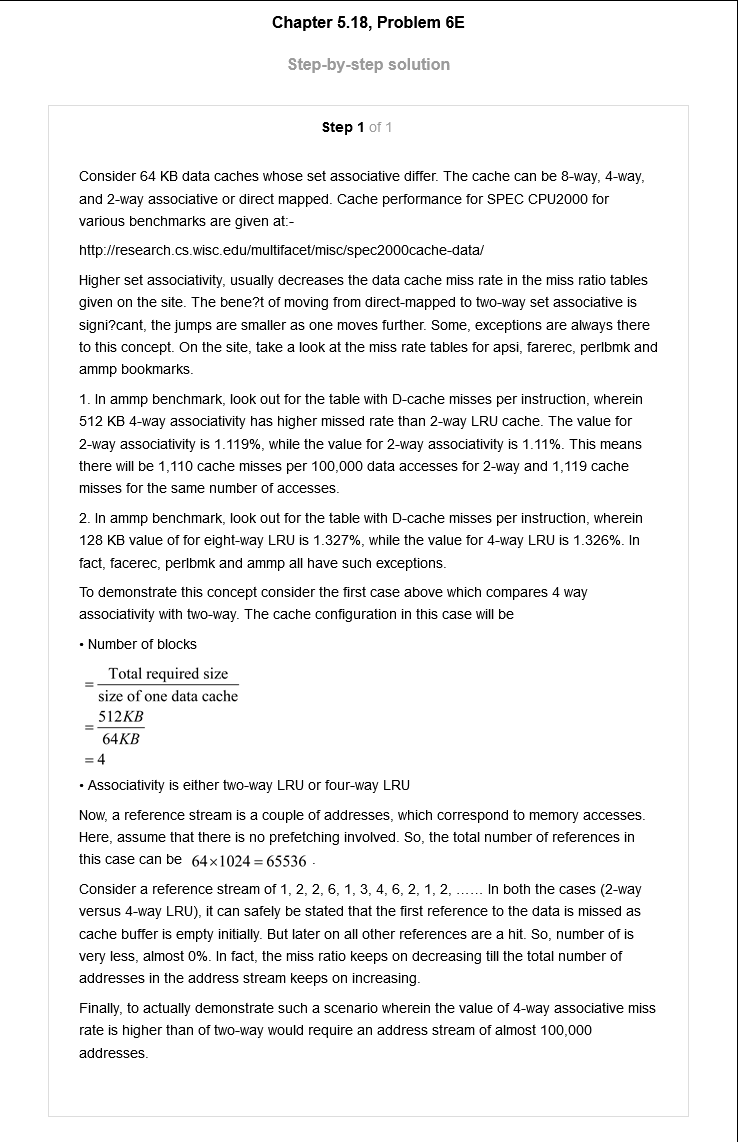 Chapter 5.18, Problem 6E
Step-by-step solution
Step 1 of 1
Consider 64 KB data caches whose set associative differ. The cache can be 8-way, 4-way,
and 2-way associative or direct mapped. Cache performance for SPEC CPU2000 for
various benchmarks are given at:-
http://research.cs.wisc.edu/multifacet/misc/spec2000cache-data/
Higher set associativity, usually decreases the data cache miss rate in the miss ratio tables
given on the site. The bene?t of moving from direct-mapped to two-way set associative is
signi?cant, the jumps are smaller as one moves further. Some, exceptions are always there
to this concept. On the site, take a look at the miss rate tables for apsi, farerec, perlbmk and
ammp bookmarks.
1. In ammp benchmark, look out for the table with D-cache misses per instruction, wherein
512 KB 4-way associativity has higher missed rate than 2-way LRU cache. The value for
2-way associativity is 1.119%, while the value for 2-way associativity is 1.11%. This means
there will be 1,110 cache misses per 100,000 data accesses for 2-way and 1,119 cache
misses for the same number of accesses.
2. In ammp benchmark, look out for the table with D-cache misses per instruction, wherein
128 KB value of for eight-way LRU is 1.327%, while the value for 4-way LRU is 1.326%. In
fact, facerec, perlbmk and ammp all have such exceptions.
To demonstrate this concept consider the first case above which compares 4 way
associativity with two-way. The cache configuration in this case will be
• Number of blocks
= Total required size
size of one data cache
= 512KB
64KB
= 4
• Associativity is either two-way LRU or four-way LRU
Now, a reference stream is a couple of addresses, which correspond to memory accesses.
Here, assume that there is no prefetching involved. So, the total number of references in
this case can be 64×1024 = 65536 .
Consider a reference stream of 1, 2, 2, 6, 1, 3, 4, 6, 2, 1, 2, …... In both the cases (2-way
versus 4-way LRU), it can safely be stated that the first reference to the data is missed as
cache buffer is empty initially. But later on all other references are a hit. So, number of is
very less, almost 0%. In fact, the miss ratio keeps on decreasing till the total number of
addresses in the address stream keeps on increasing.
Finally, to actually demonstrate such a scenario wherein the value of 4-way associative miss
rate is higher than of two-way would require an address stream of almost 100,000
addresses.